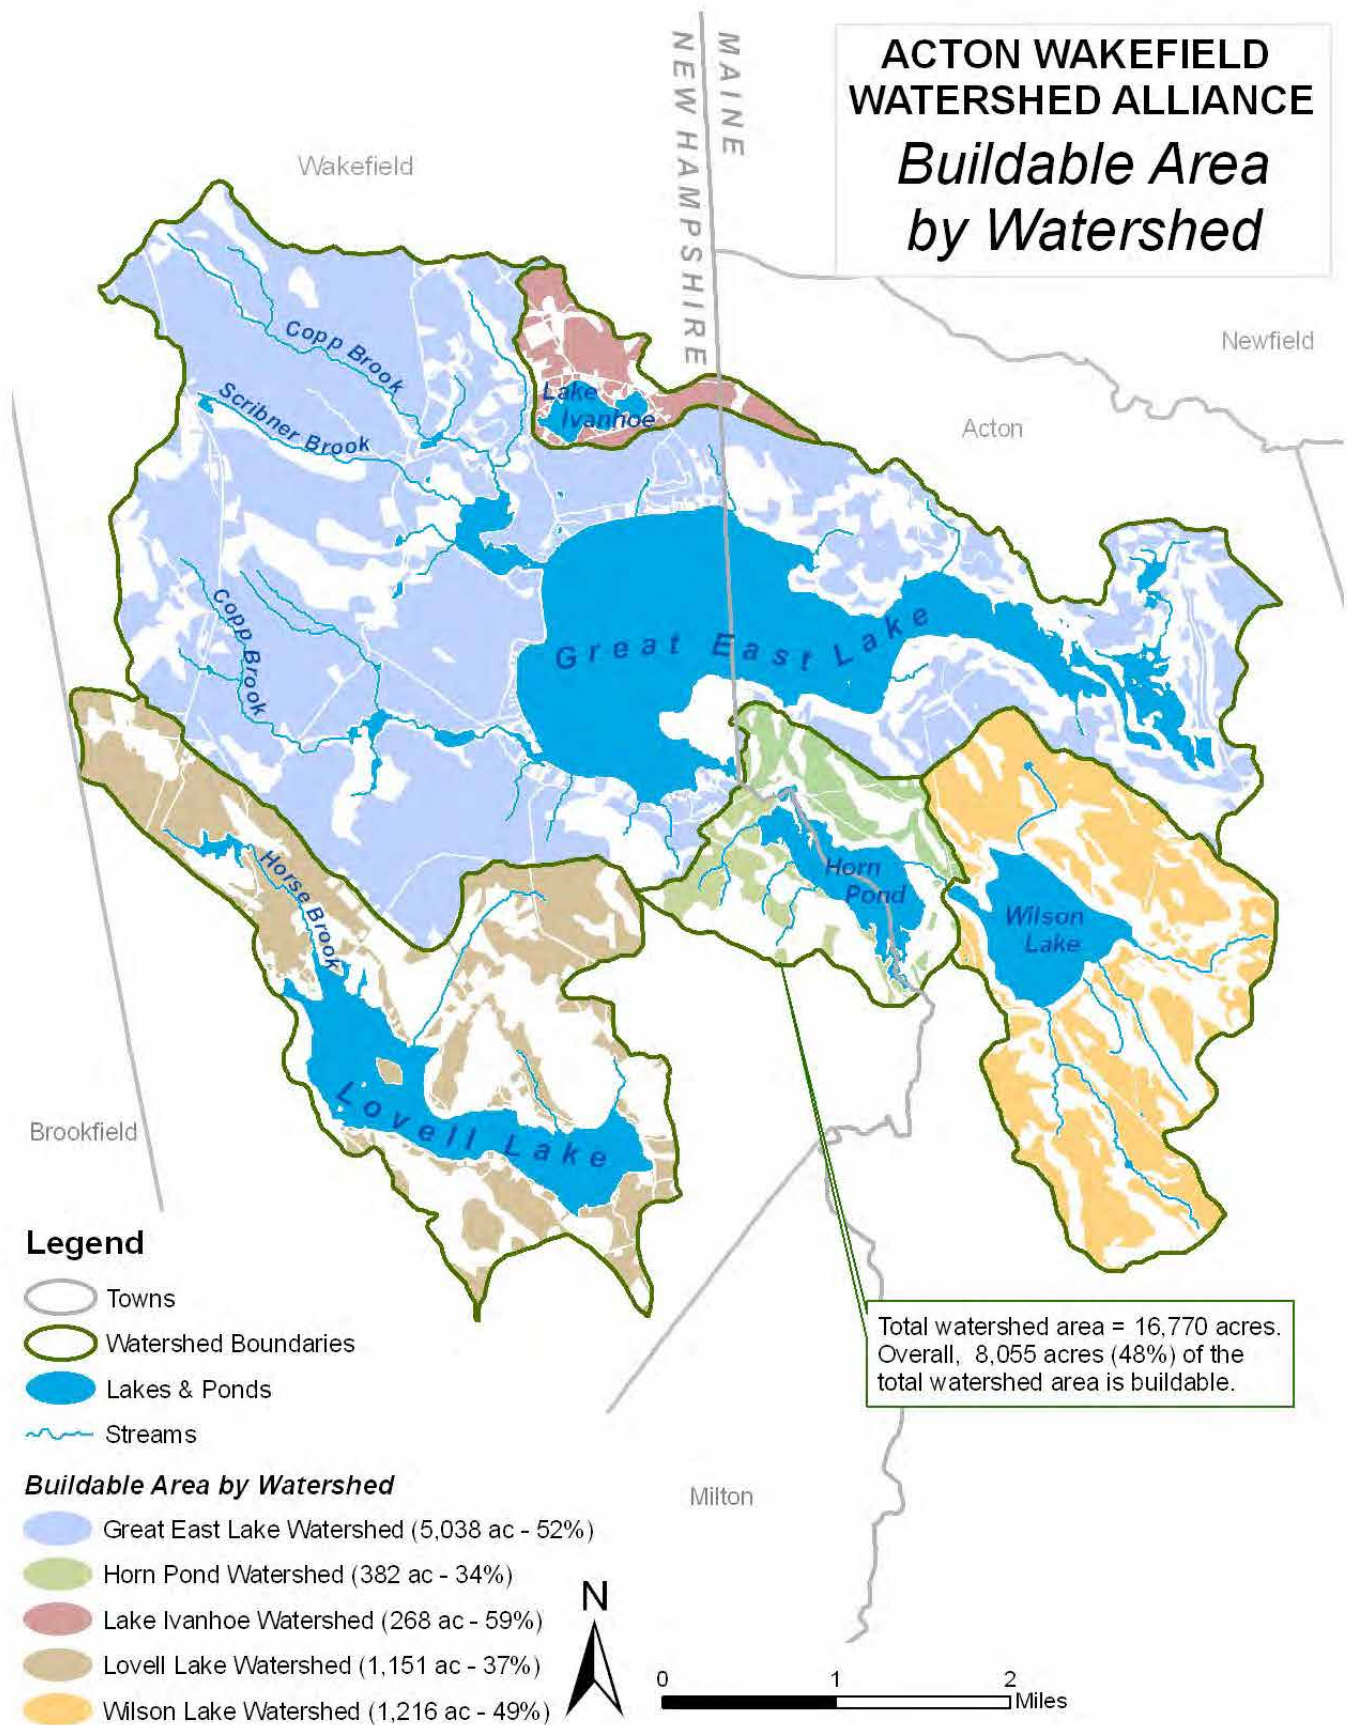 ACTON WAKEFIELD
WATERSHED ALLIANCE
Buildable Area
by Watershed
MAINE
NEW HAMPSHIRE
Wakefield
Newfield
Acton
Copp Brook
Scribner Brook
Lake
Ivanhoe
Great East Lake
Copp Brook
Horse Brook
Horn
Pond
Wilson
Lake
Lovell Lake
Brookfield
Milton
Total watershed area = 16,770 acres.
Overall, 8,055 acres (48%) of the
total watershed area is buildable.
Legend
Towns
Watershed Boundaries
Lakes & Ponds
Streams
Buildable Area by Watershed
Great East Lake Watershed (5,038 ac - 52%)
Horn Pond Watershed (382 ac - 34%)
Lake Ivanhoe Watershed (268 ac - 59%)
Lovell Lake Watershed (1,151 ac - 37%)
Wilson Lake Watershed (1,216 ac - 49%)
N
0 1 2
Miles